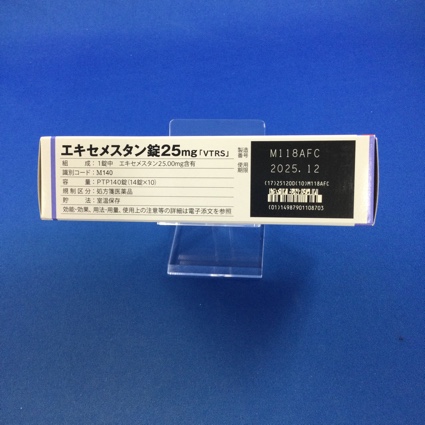 エキセメスタン錠25mg「VTRS」
組　　成：1錠中　エキセメスタン25.00mg含有
識別コード：M140
容　　量：PTP140錠(14錠×10)
規制区分：処方箋医薬品
貯　　法：室温保存
効能・効果、用法・用量、使用上の注意等の詳細は電子添文を参照
製造番号
使用期限
M118AFC
2025.12
(17)251200(10)M118AFC
(01)14987901108703